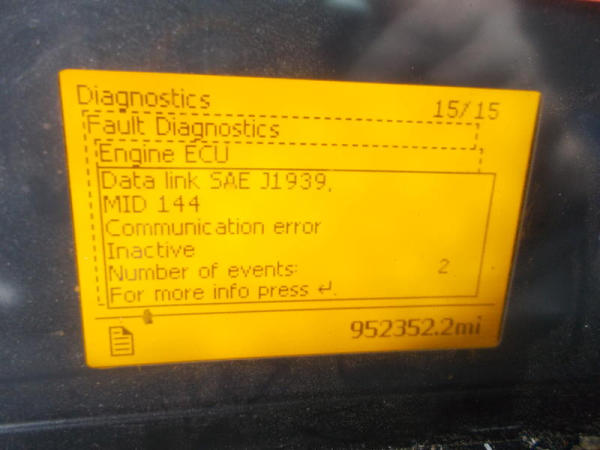 Diagnostics 15/15
Fault Diagnostics
Engine ECU
Data link SAE J1939,
MID 144
Communication error
Inactive
Number of events: 2
For more info press ↵.
952352.2mi